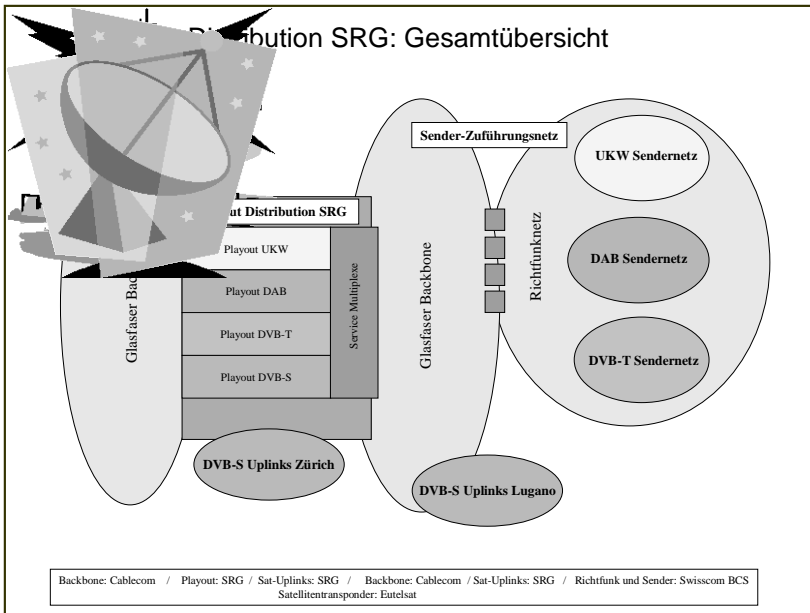 Distribution SRG: Gesamtübersicht
Sender-Zuführungsnetz
UKW Sendernetz
Distribution SRG
Playout UKW
Playout DAB
Playout DVB-T
Playout DVB-S
Service Multiplexe
Glasfaser
Glasfaser Backbone
Richtfunknetz
DAB Sendernetz
DVB-T Sendernetz
DVB-S Uplinks Zürich
DVB-S Uplinks Lugano
Backbone: Cablecom / Playout: SRG / Sat-Uplinks: SRG / Backbone: Cablecom / Sat-Uplinks: SRG / Richtfunk und Sender: Swisscom BCS
Satellitentransponder: Eutelsat